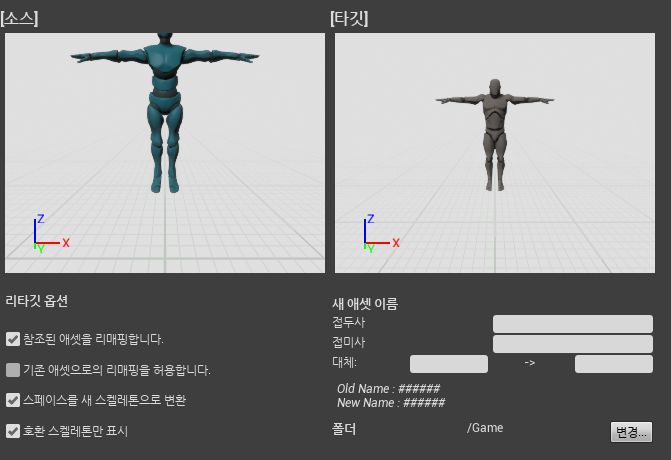 [소스]
[타깃]
Z
X
Y
Z
X
Y
리타깃 옵션
참조된 애셋을 리매핑합니다.
기존 애셋으로의 리매핑을 허용합니다.
스페이스를 새 스켈레톤으로 변환
호환 스켈레톤만 표시
새 애셋 이름
접두사
접미사
대체: ->
Old Name : ######
New Name : ######
폴더 /Game 변경...